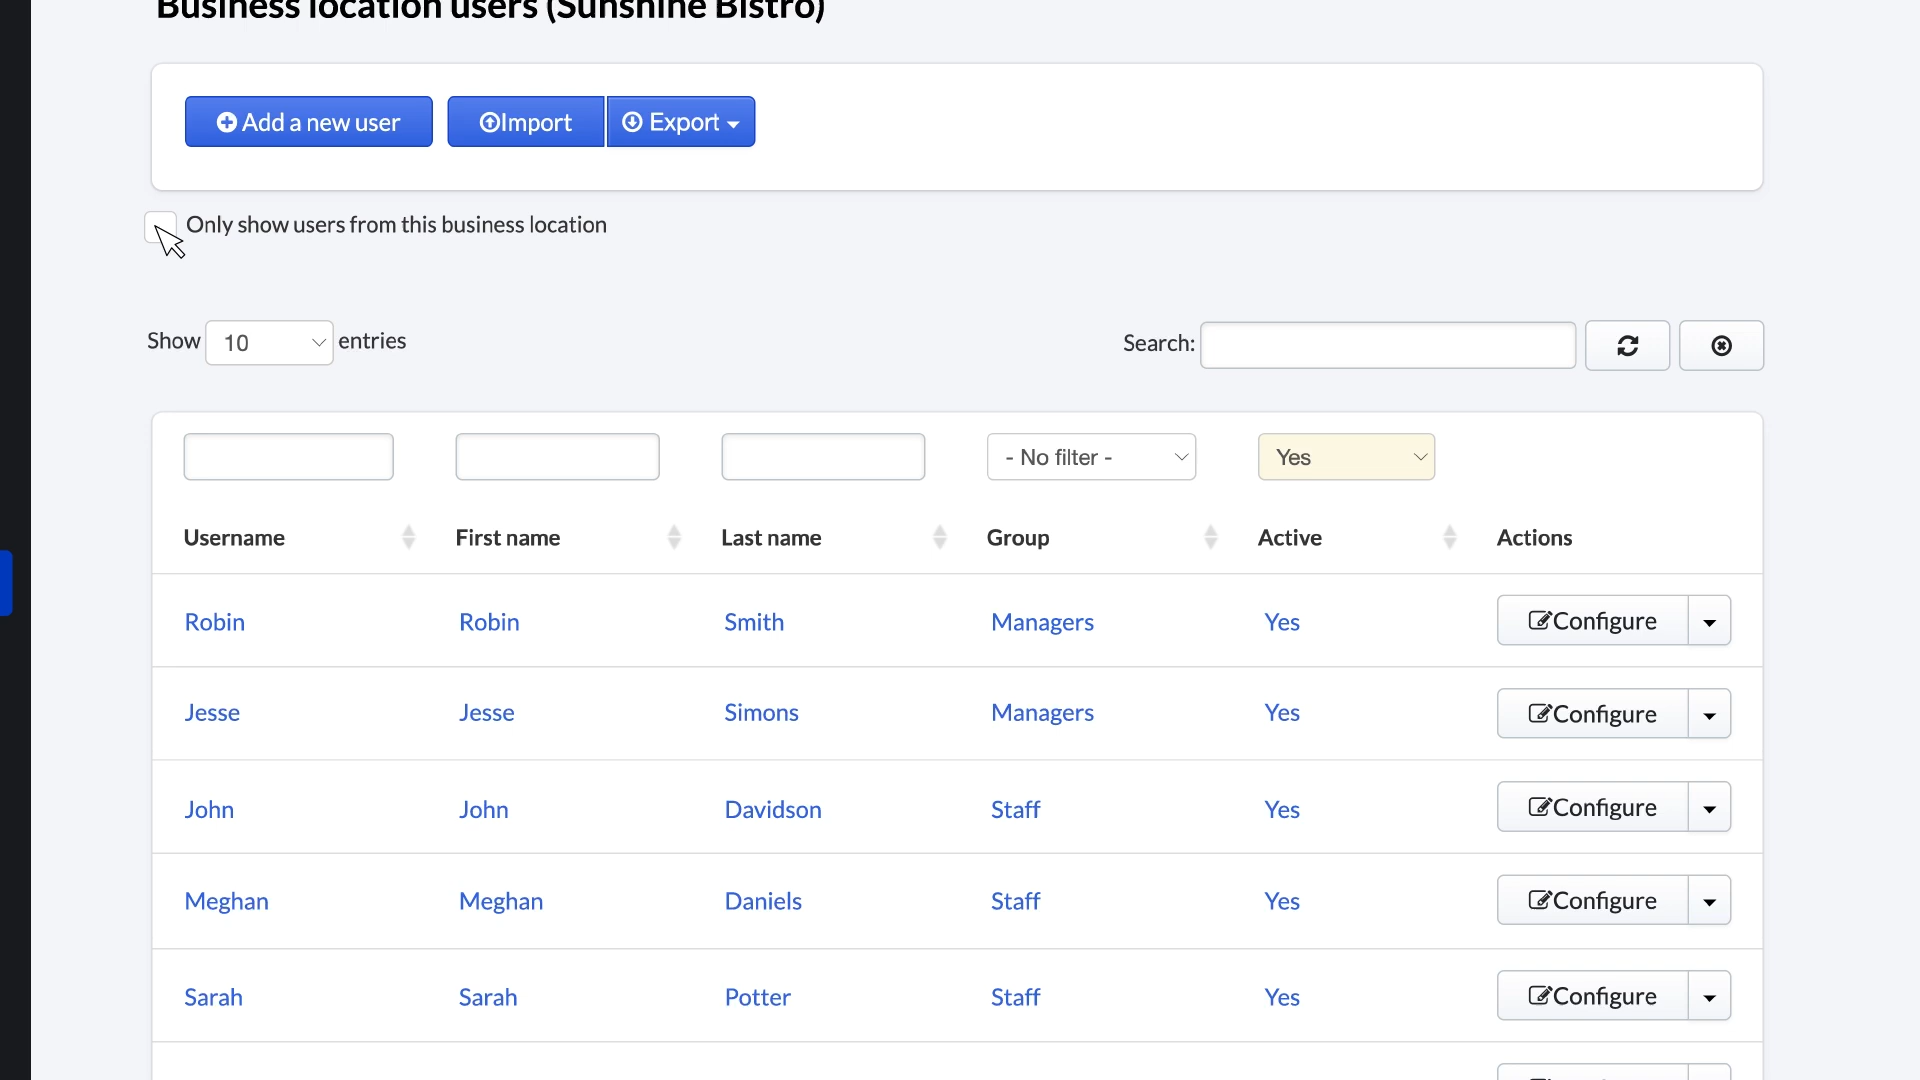 Business location users (Sunshine Bistro)
Add a new user Import Export
Only show users from this business location
Show 10 entries Search:
- No filter - Yes
Username First name Last name Group Active Actions
Robin Robin Smith Managers Yes Configure
Jesse Jesse Simons Managers Yes Configure
John John Davidson Staff Yes Configure
Meghan Meghan Daniels Staff Yes Configure
Sarah Sarah Potter Staff Yes Configure